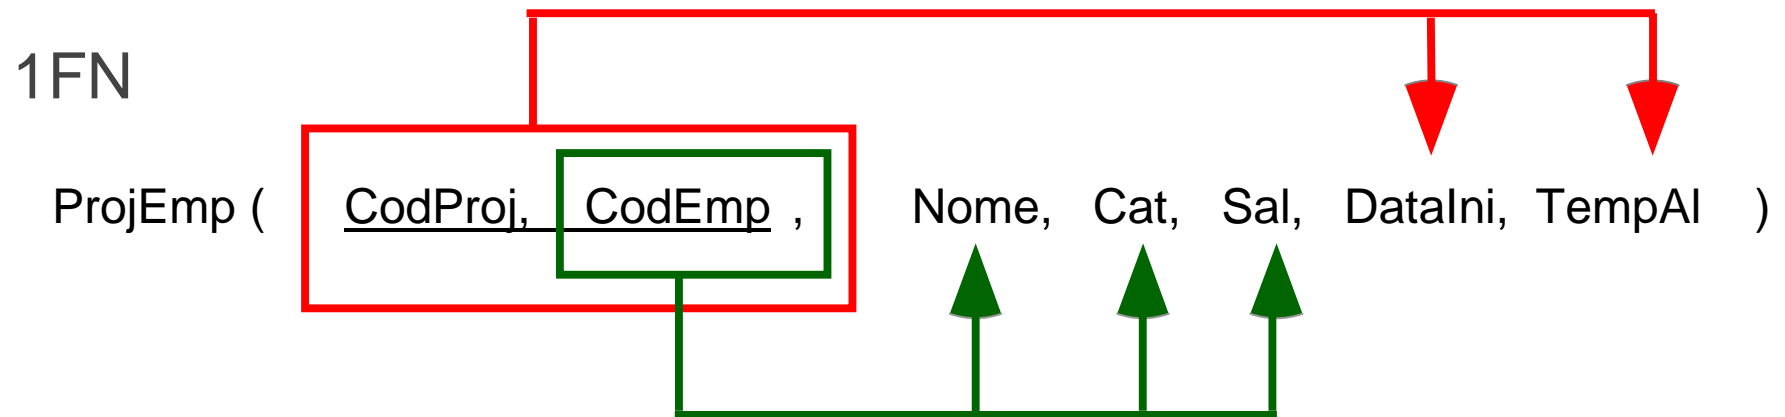 1FN
ProjEmp ( CodProj, CodEmp , Nome, Cat, Sal, DataIni, TempAl )